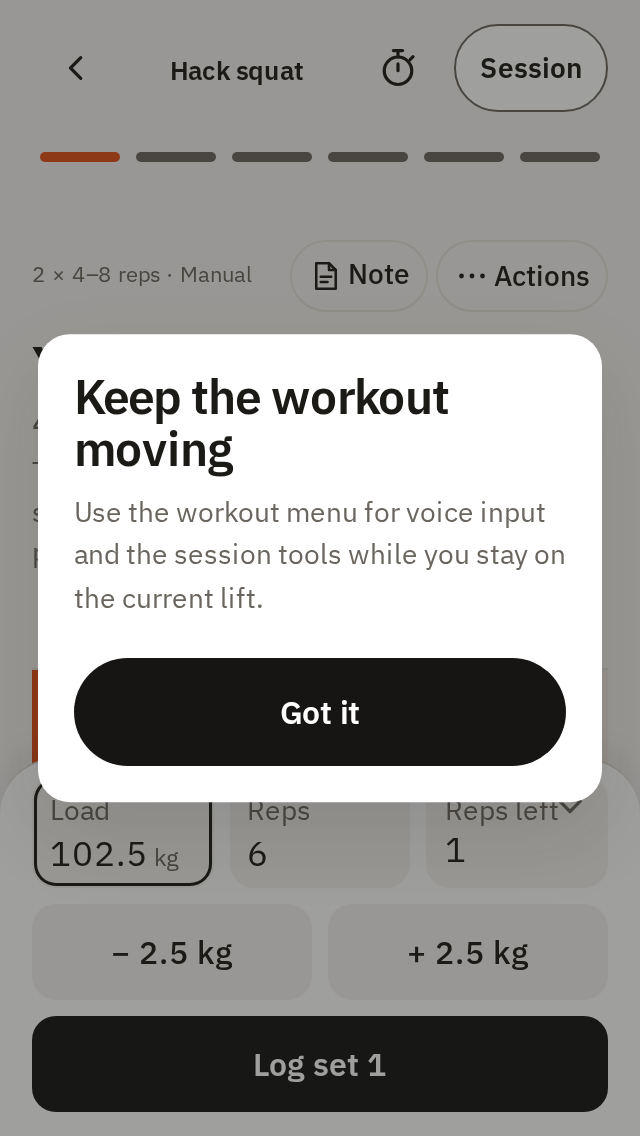 Hack squat
Session
2 × 4–8 reps · Manual
Note
··· Actions
Keep the workout
moving
Use the workout menu for voice input
and the session tools while you stay on
the current lift.
Got it
Load
Reps
Reps left
102.5 kg
6
1
− 2.5 kg
+ 2.5 kg
Log set 1